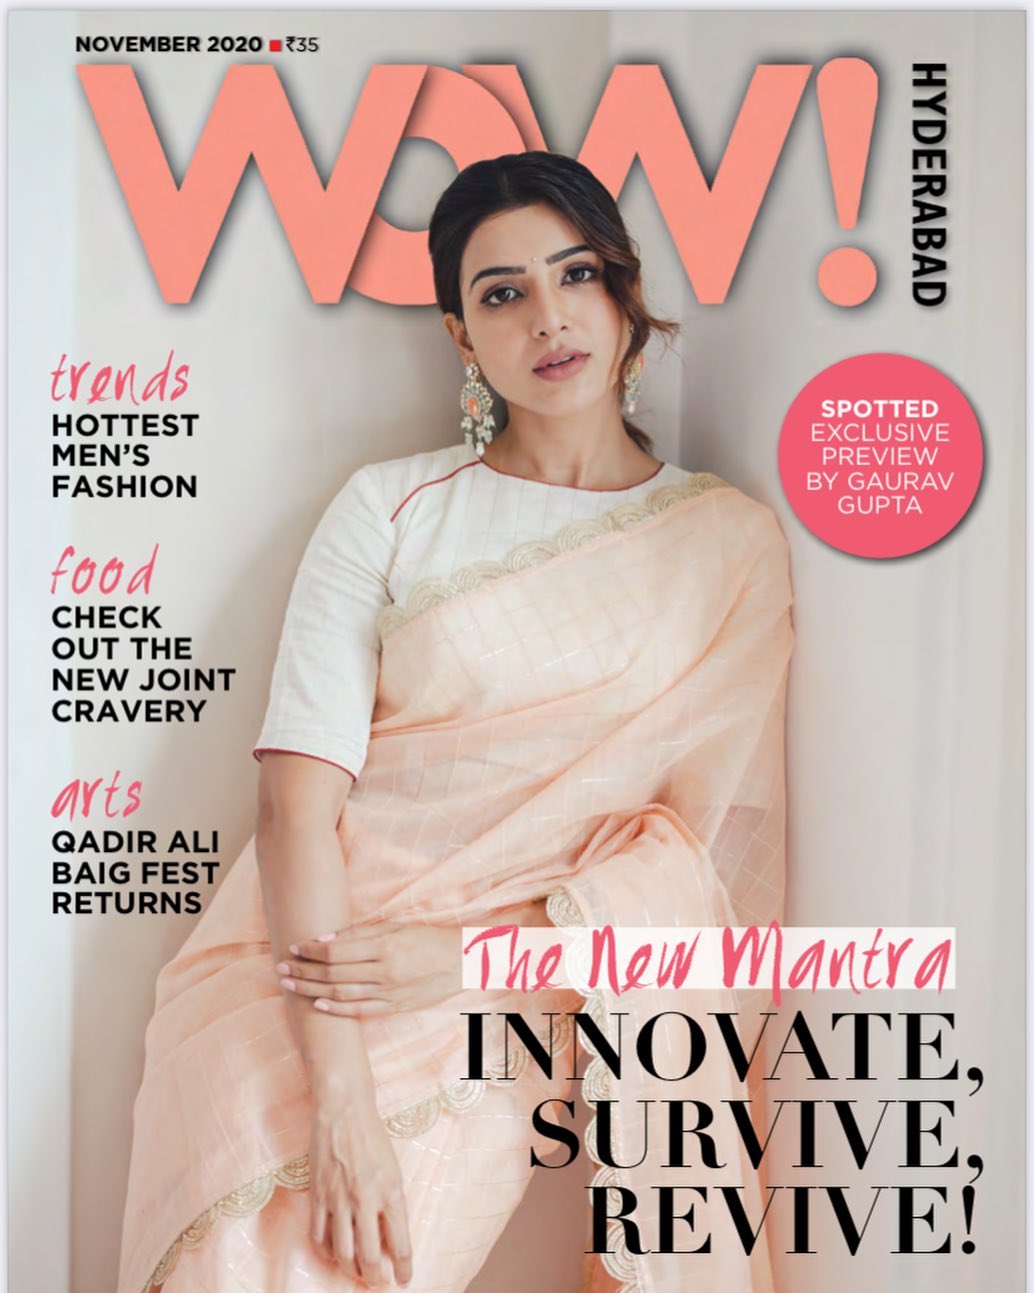 NOVEMBER 2020 ■ ₹35
WOW!
HYDERABAD
trends
HOTTEST
MEN'S
FASHION
SPOTTED
EXCLUSIVE
PREVIEW
BY GAURAV
GUPTA
food
CHECK
OUT THE
NEW JOINT
CRAVERY
arts
QADIR ALI
BAIG FEST
RETURNS
The New Mantra
INNOVATE,
SURVIVE,
REVIVE!